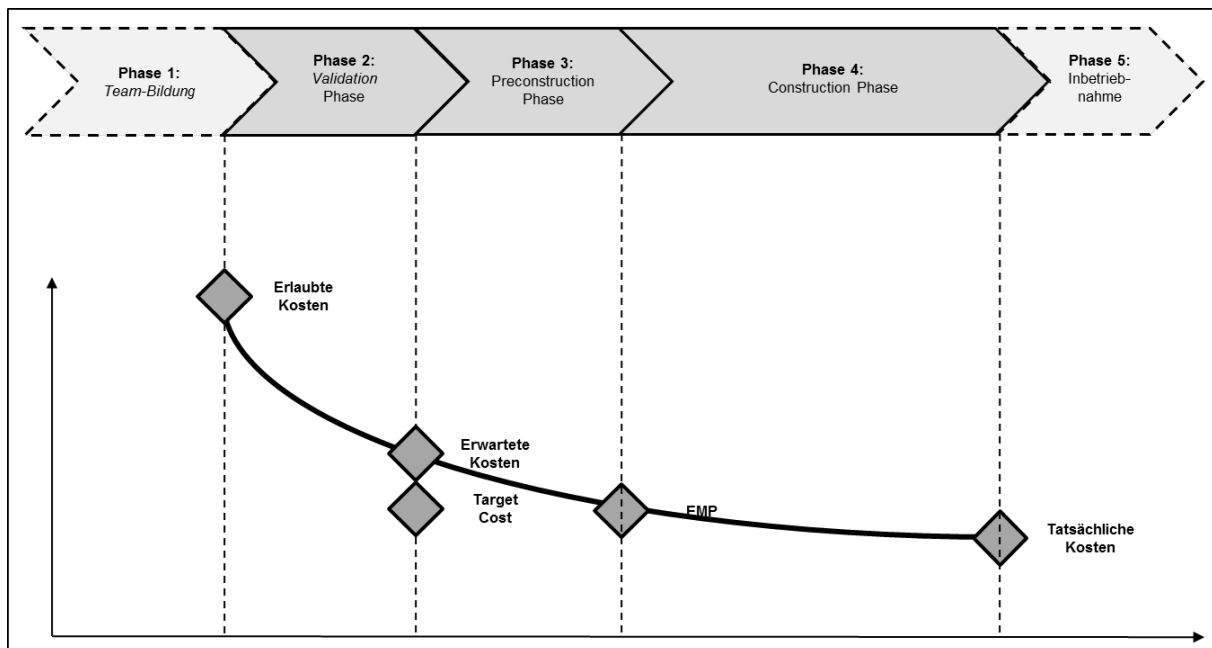 Phase 1:
Team-Bildung
Phase 2:
Validation
Phase
Phase 3:
Preconstruction
Phase
Phase 4:
Construction Phase
Phase 5:
Inbetrieb-
nahme
Erlaubte
Kosten
Erwartete
Kosten
Target
Cost
EMP
Tatsächliche
Kosten